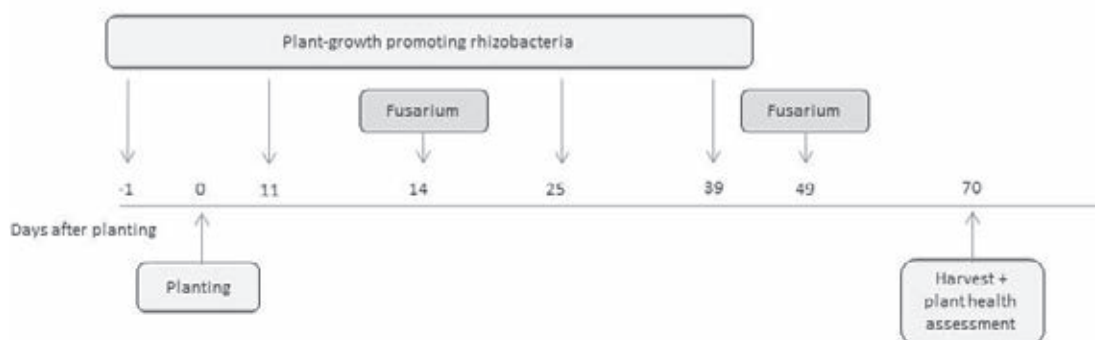 Plant-growth promoting rhizobacteria
Fusarium
Fusarium
-1 0 11 14 25 39 49 70
Days after planting
Planting
Harvest +
plant health
assessment